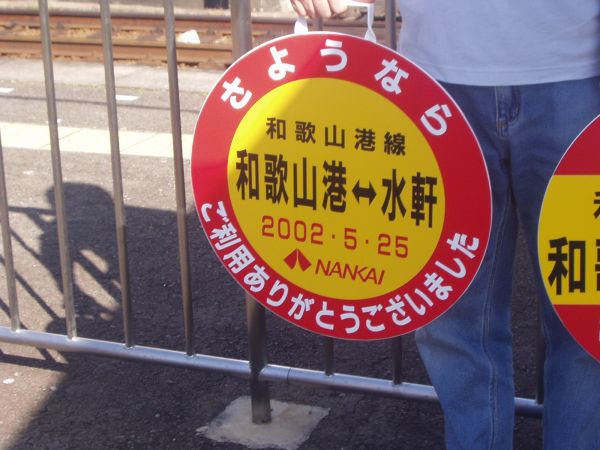 さようなら
和歌山港線
和歌山港↔水軒
2002・5・25
NANKAI
ご利用ありがとうございました
和